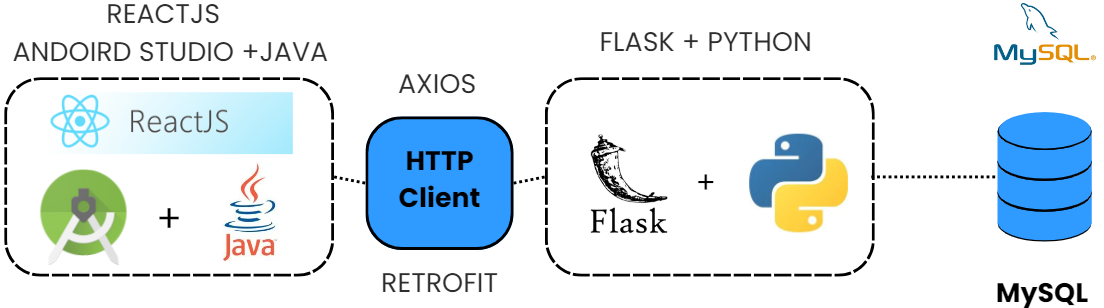 REACTJS
ANDOIRD STUDIO +JAVA
ReactJS
+
Java
AXIOS
HTTP
Client
RETROFIT
FLASK + PYTHON
Flask
+
MySQL®
MySQL